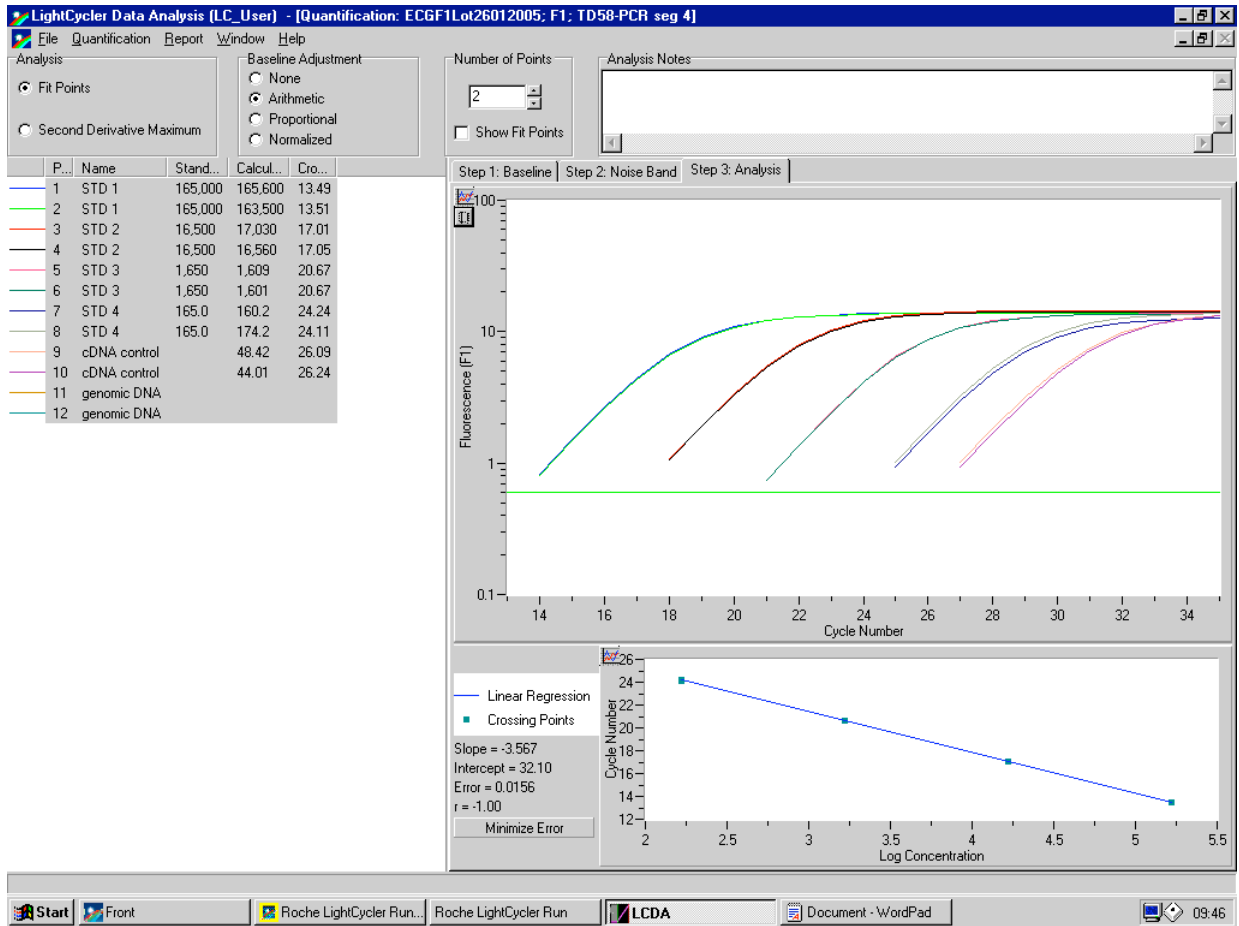 LightCycler Data Analysis (LC_User) - [Quantification: ECGF1Lot26012005; F1; TD58-PCR seg 4]
File Quantification Report Window Help
Analysis
Fit Points
Second Derivative Maximum
Baseline Adjustment
None
Arithmetic
Proportional
Normalized
Number of Points
2
Show Fit Points
Analysis Notes
P... Name Stand... Calcul... Cro...
1 STD 1 165,000 165,600 13.49
2 STD 1 165,000 163,500 13.51
3 STD 2 16,500 17,030 17.01
4 STD 2 16,500 16,560 17.05
5 STD 3 1,650 1,609 20.67
6 STD 3 1,650 1,601 20.67
7 STD 4 165.0 160.2 24.24
8 STD 4 165.0 174.2 24.11
9 cDNA control 48.42 26.09
10 cDNA control 44.01 26.24
11 genomic DNA
12 genomic DNA
Step 1: Baseline Step 2: Noise Band Step 3: Analysis
100
10
1
0.1
Fluorescence (F1)
14 16 18 20 22 24 26 28 30 32 34
Cycle Number
Linear Regression
Crossing Points
Slope = -3.567
Intercept = 32.10
Error = 0.0156
r = -1.00
Minimize Error
26
24
22
20
18
16
14
12
Cycle Number
2 2.5 3 3.5 4 4.5 5 5.5
Log Concentration
Start Front Roche LightCycler Run... Roche LightCycler Run LCDA Document - WordPad 09:46